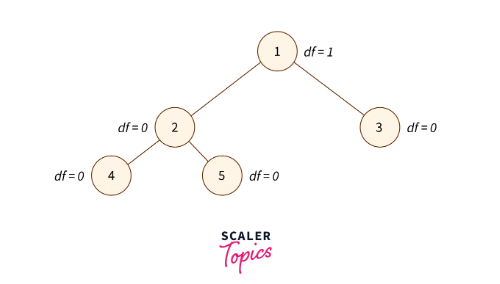 1 df = 1
df = 0 2 3 df = 0
df = 0 4 5 df = 0
SCALER
Topics